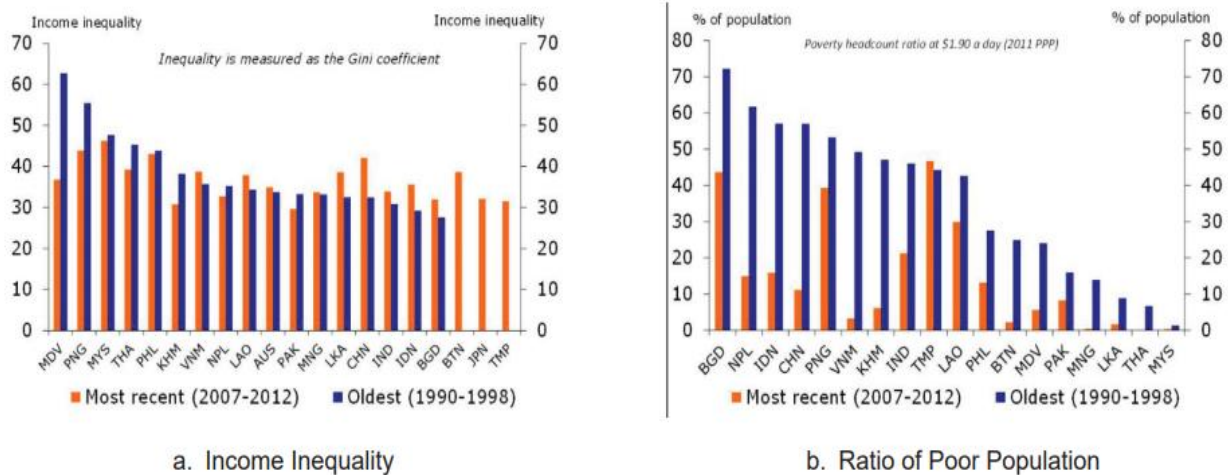 Income inequality
Income inequality
Inequality is measured as the Gini coefficient
70
60
50
40
30
20
10
0
70
60
50
40
30
20
10
0
MDV PNG MYS THA PHL KHM VNM NPL LAO AUS PAK MNG LKA CHN IND IDN BGD BTN JPN TMP
Most recent (2007-2012) Oldest (1990-1998)
a. Income Inequality
% of population
% of population
Poverty headcount ratio at $1.90 a day (2011 PPP)
80
70
60
50
40
30
20
10
0
80
70
60
50
40
30
20
10
0
BGD NPL IDN CHN PNG VNM KHM IND TMP LAO PHL BTN MDV PAK MNG LKA THA MYS
Most recent (2007-2012) Oldest (1990-1998)
b. Ratio of Poor Population